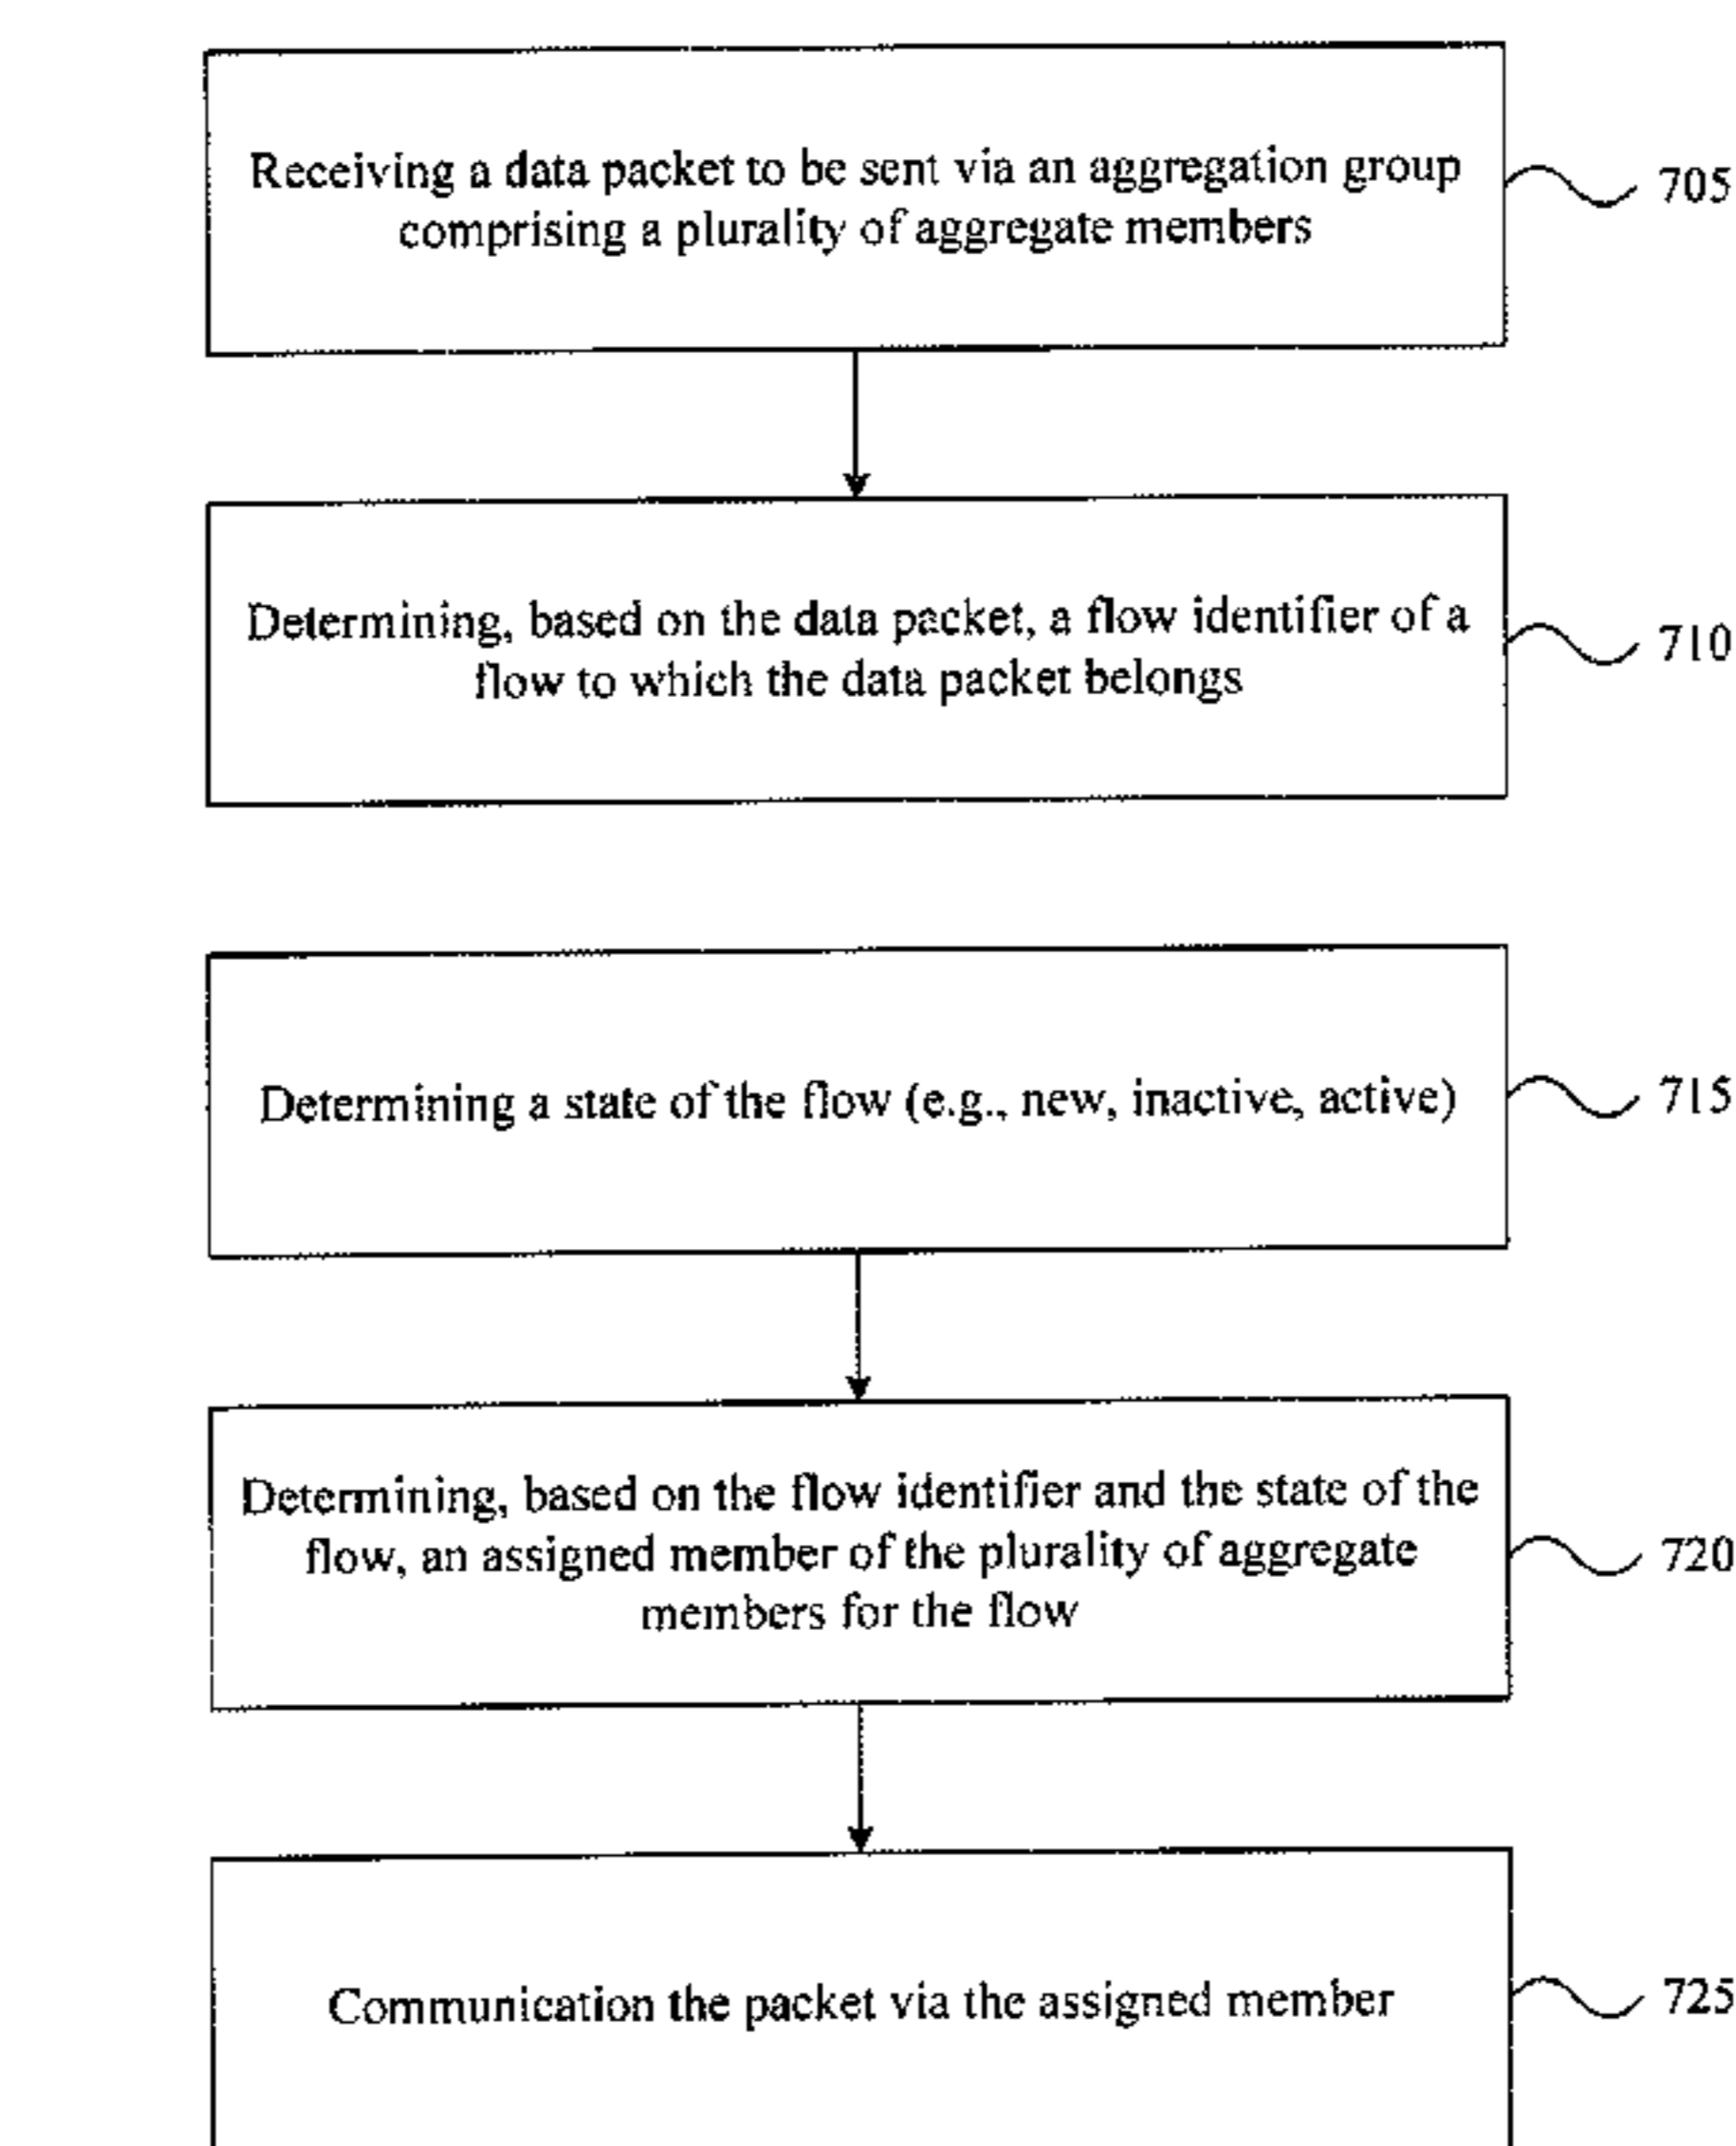 Receiving a data packet to be sent via an aggregation group
comprising a plurality of aggregate members
705
Determining, based on the data packet, a flow identifier of a
flow to which the data packet belongs
710
Determining a state of the flow (e.g., new, inactive, active)
715
Determining, based on the flow identifier and the state of the
flow, an assigned member of the plurality of aggregate
members for the flow
720
Communication the packet via the assigned member
725